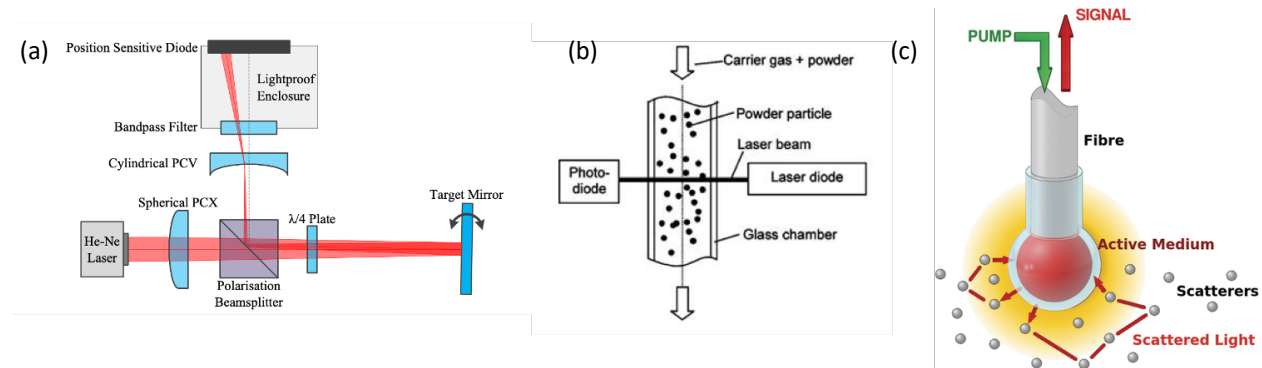 (a)
Position Sensitive Diode
Lightproof
Enclosure
Bandpass Filter
Cylindrical PCV
Spherical PCX
λ/4 Plate
Target Mirror
He-Ne
Laser
Polarisation
Beamsplitter
(b)
Carrier gas + powder
Powder particle
Laser beam
Photo-
diode
Laser diode
Glass chamber
(c)
SIGNAL
PUMP
Fibre
Active Medium
Scatterers
Scattered Light